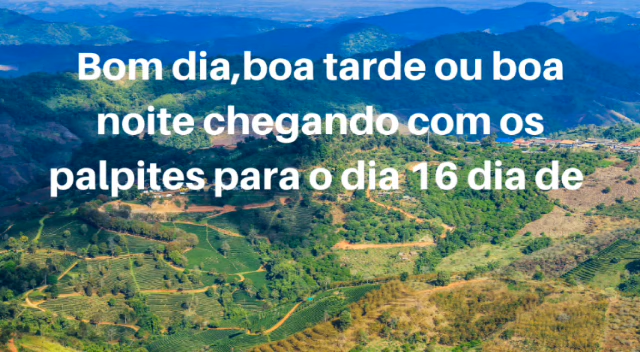 Bom dia,boa tarde ou boa
noite chegando com os
palpites para o dia 16 dia de